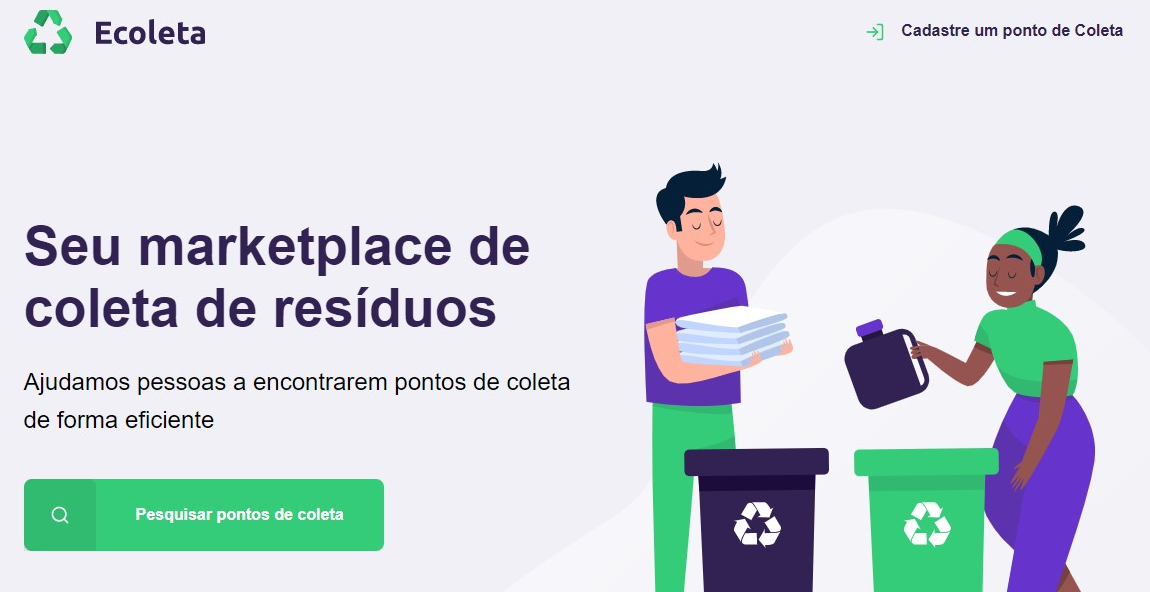 Ecoleta
Cadastre um ponto de Coleta
Seu marketplace de
coleta de resíduos
Ajudamos pessoas a encontrarem pontos de coleta
de forma eficiente
Pesquisar pontos de coleta